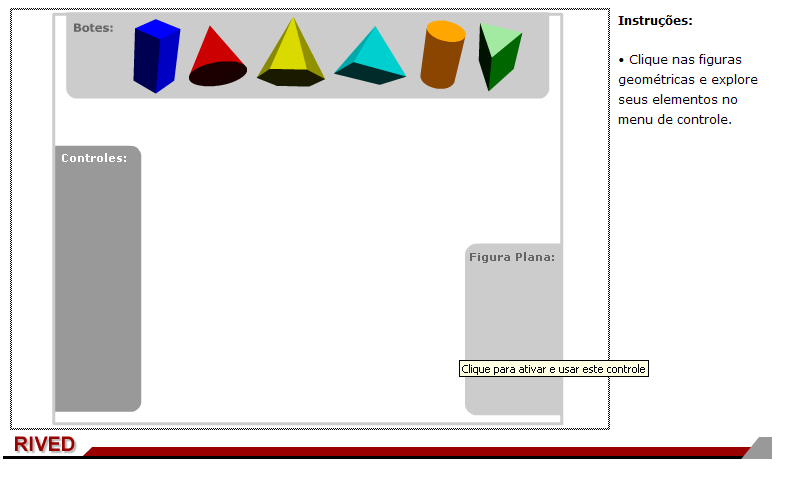 Botes:
Instruções:
• Clique nas figuras
geométricas e explore
seus elementos no
menu de controle.
Controles:
Figura Plana:
Clique para ativar e usar este controle
RIVED